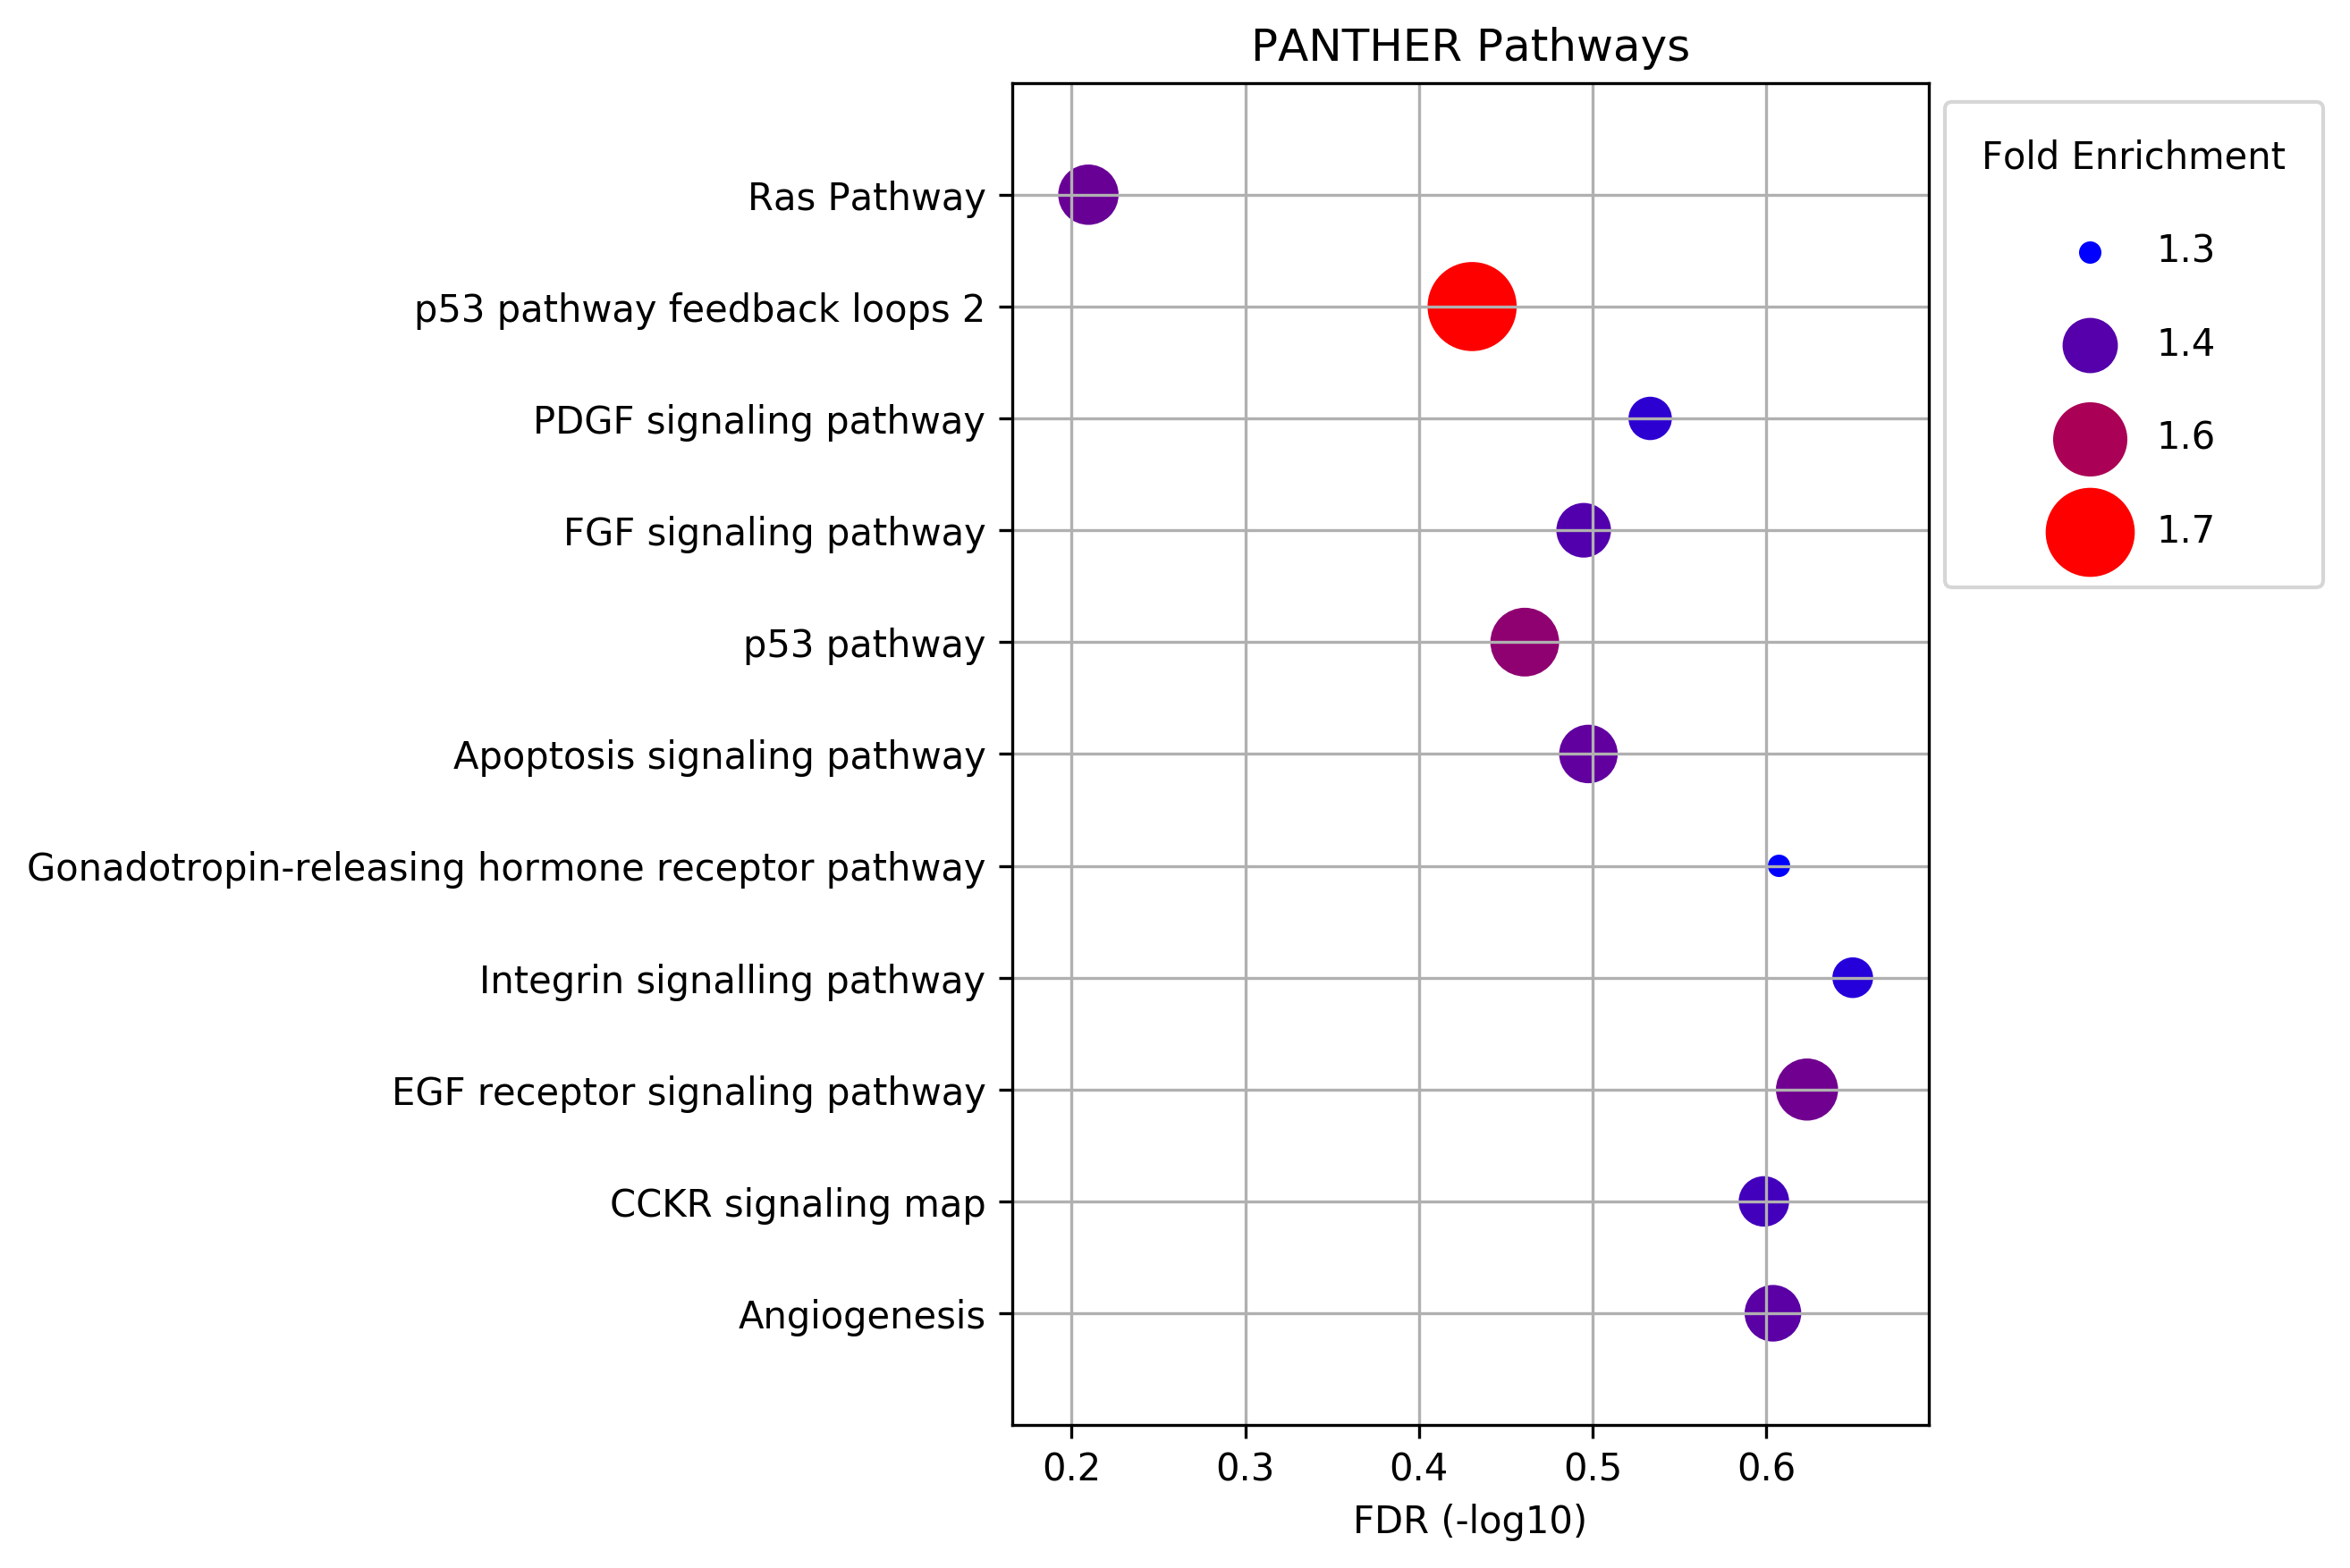 PANTHER Pathways
Ras Pathway
p53 pathway feedback loops 2
PDGF signaling pathway
FGF signaling pathway
p53 pathway
Apoptosis signaling pathway
Gonadotropin-releasing hormone receptor pathway
Integrin signalling pathway
EGF receptor signaling pathway
CCKR signaling map
Angiogenesis
0.2 0.3 0.4 0.5 0.6
FDR (-log10)
Fold Enrichment
1.3
1.4
1.6
1.7